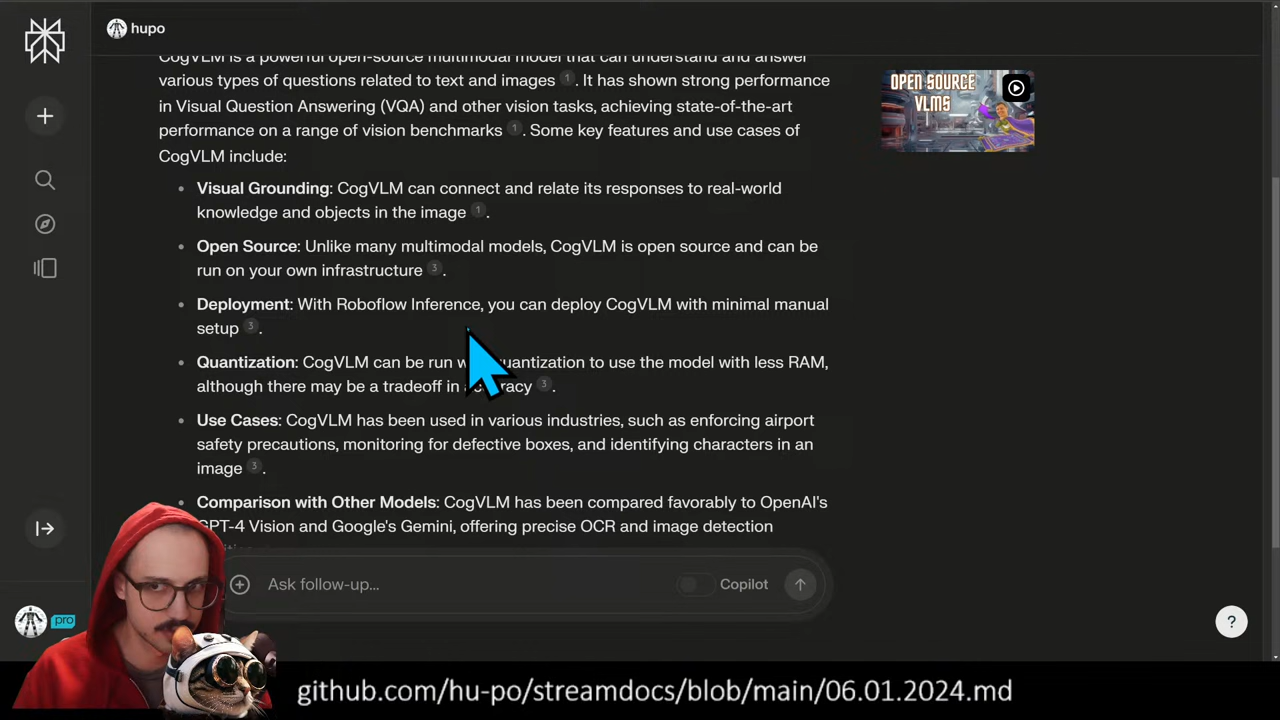 hupo
CogVLM is a powerful open-source multimodal model that can understand and answer
various types of questions related to text and images 1 . It has shown strong performance
in Visual Question Answering (VQA) and other vision tasks, achieving state-of-the-art
performance on a range of vision benchmarks 1 . Some key features and use cases of
CogVLM include:
OPEN SOURCE
VLMS
• Visual Grounding: CogVLM can connect and relate its responses to real-world
knowledge and objects in the image 1 .
• Open Source: Unlike many multimodal models, CogVLM is open source and can be
run on your own infrastructure 3 .
• Deployment: With Roboflow Inference, you can deploy CogVLM with minimal manual
setup 3 .
• Quantization: CogVLM can be run quantization to use the model with less RAM,
although there may be a tradeoff in 3 .
• Use Cases: CogVLM has been used in various industries, such as enforcing airport
safety precautions, monitoring for defective boxes, and identifying characters in an
image 3 .
Comparison with Other Models: CogVLM has been compared favorably to OpenAI's
GPT-4 Vision and Google's Gemini, offering precise OCR and image detection
Ask follow-up...
Copilot
pro
?
github.com/hu-po/streamdocs/blob/main/06.01.2024.md